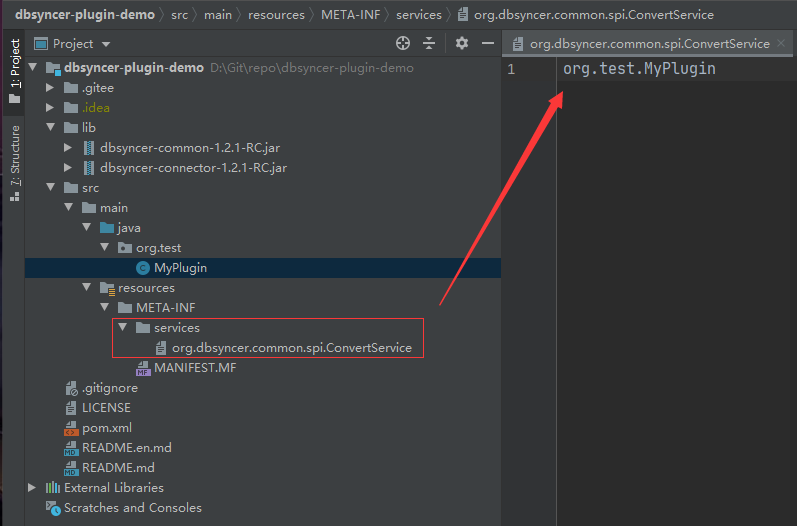 dbsyncer-plugin-demo src main resources META-INF services org.dbsyncer.common.spi.ConvertService
1: Project
7: Structure
Project
org.dbsyncer.common.spi.ConvertService
dbsyncer-plugin-demo D:\Git\repo\dbsyncer-plugin-demo
1 org.test.MyPlugin
.gitee
.idea
lib
dbsyncer-common-1.2.1-RC.jar
dbsyncer-connector-1.2.1-RC.jar
src
main
java
org.test
C MyPlugin
resources
META-INF
services
org.dbsyncer.common.spi.ConvertService
MF MANIFEST.MF
.gitignore
LICENSE
pom.xml
MD README.en.md
MD README.md
External Libraries
Scratches and Consoles